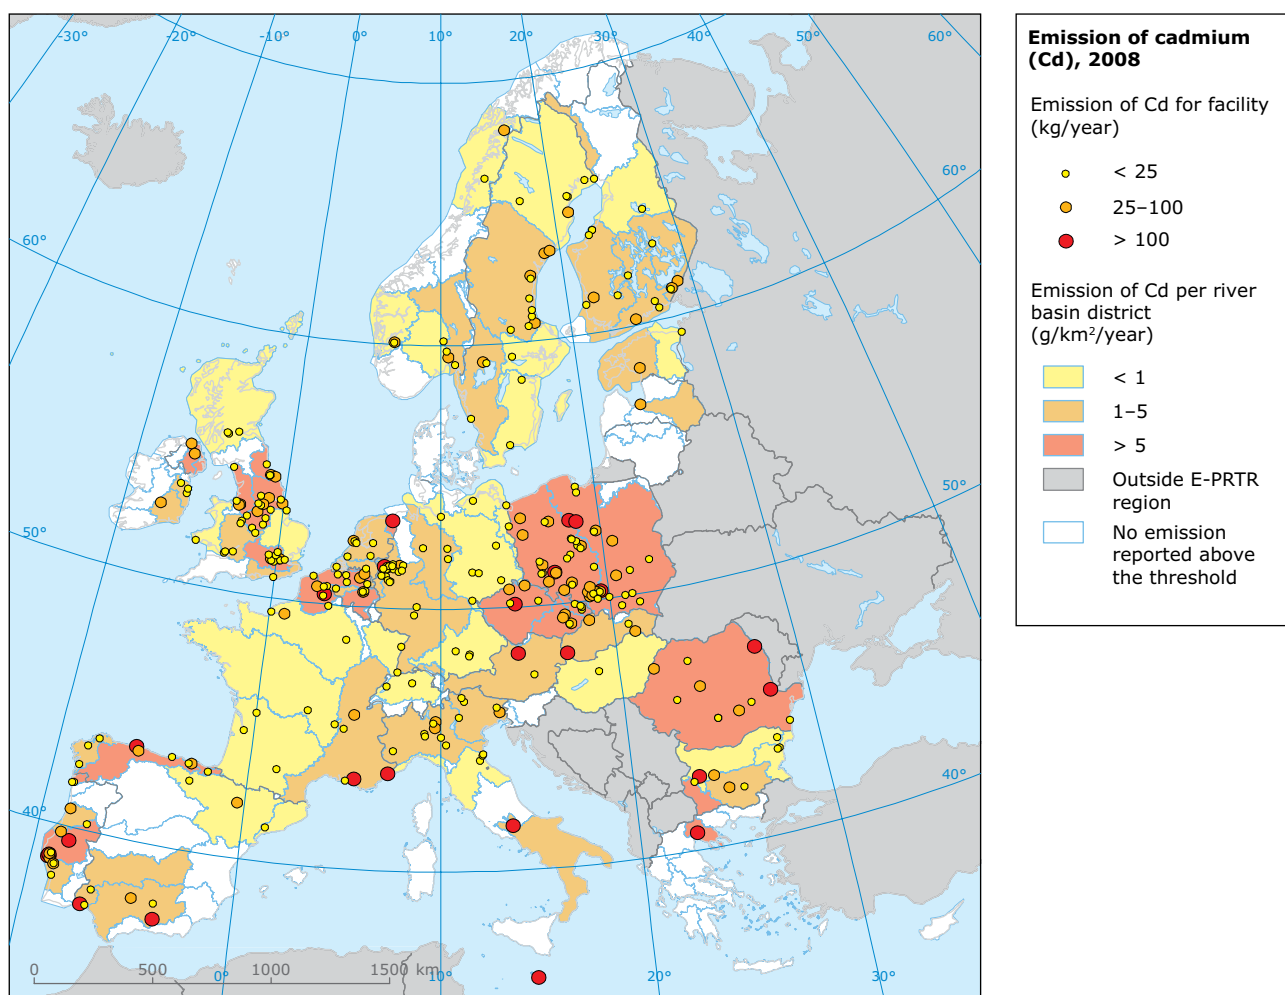 -30°
-20°
-10°
0°
10°
20°
30°
40°
50°
60°
60°
60°
50°
50°
40°
40°
0
500
1000
1500 km
0°
10°
20°
30°
Emission of cadmium
(Cd), 2008
Emission of Cd for facility
(kg/year)
< 25
25–100
> 100
Emission of Cd per river
basin district
(g/km²/year)
< 1
1–5
> 5
Outside E-PRTR
region
No emission
reported above
the threshold